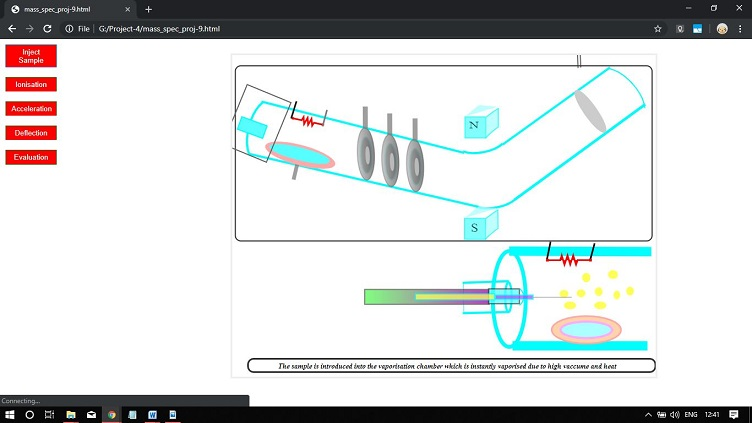 mass_spec_proj-9.html
File | G:/Project-4/mass_spec_proj-9.html
Inject
Sample
Ionisation
Acceleration
Deflection
Evaluation
N
S
The sample is introduced into the vaporisation chamber which is instantly vaporised due to high vaccume and heat
Connecting...
ENG 12:41